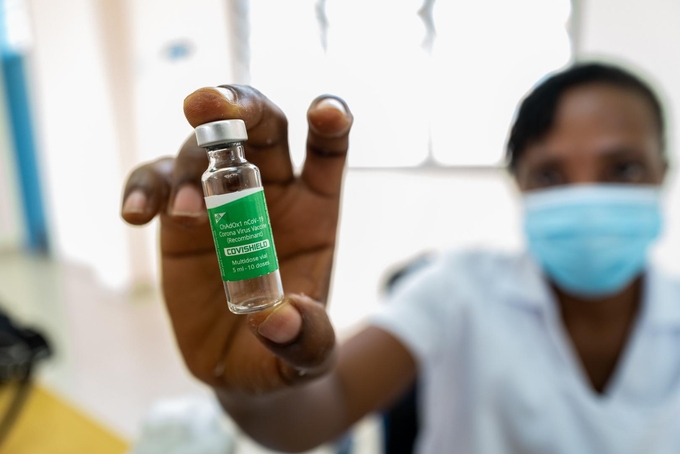 ChAdOx1 nCoV-19
Corona Virus Vaccine
(Recombinant)
COVISHIELD
Multidose vial
5 ml - 10 doses